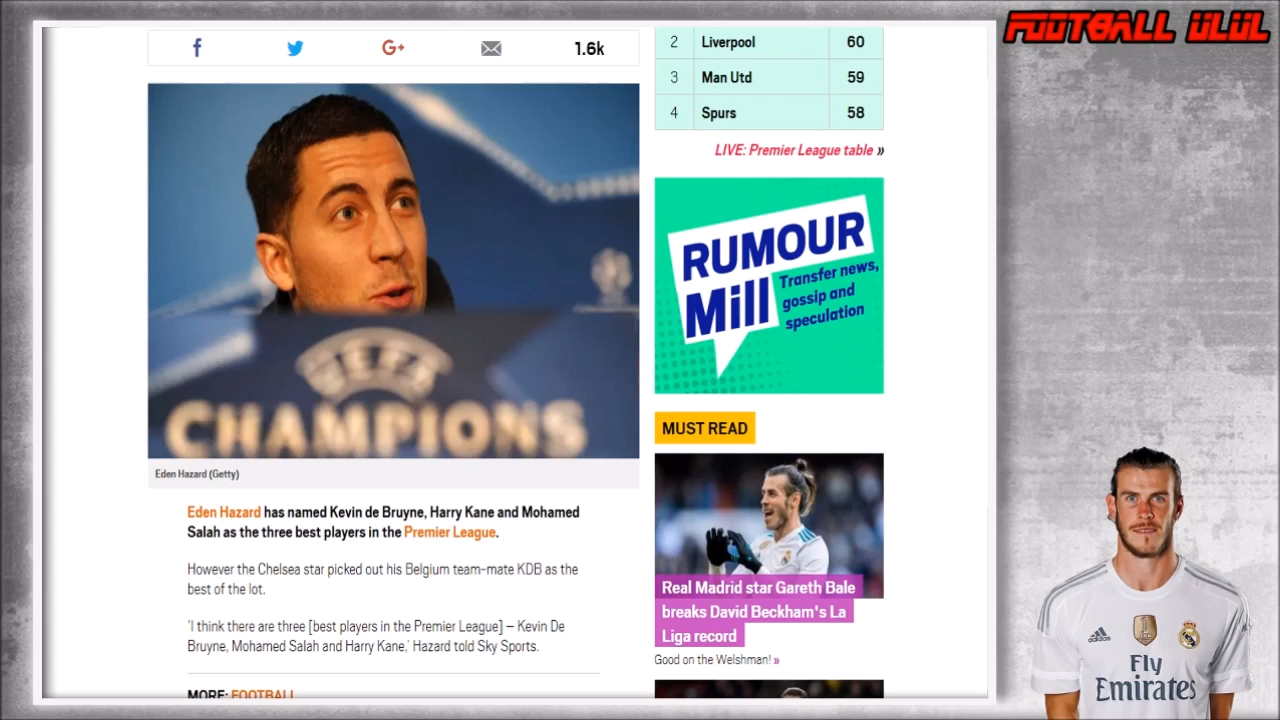 FOOTBALL ULUL
1.6k
2 Liverpool 60
3 Man Utd 59
4 Spurs 58
LIVE: Premier League table »
UEFA
CHAMPIONS
Eden Hazard (Getty)
RUMOUR
Mill
Transfer news,
gossip and
speculation
MUST READ
Real Madrid star Gareth Bale
breaks David Beckham's La
Liga record
Good on the Welshman! »
Eden Hazard has named Kevin de Bruyne, Harry Kane and Mohamed
Salah as the three best players in the Premier League.
However the Chelsea star picked out his Belgium team-mate KDB as the
best of the lot.
'I think there are three [best players in the Premier League] – Kevin De
Bruyne, Mohamed Salah and Harry Kane,' Hazard told Sky Sports.
MORE: FOOTBALL
adidas
Fly
Emirates